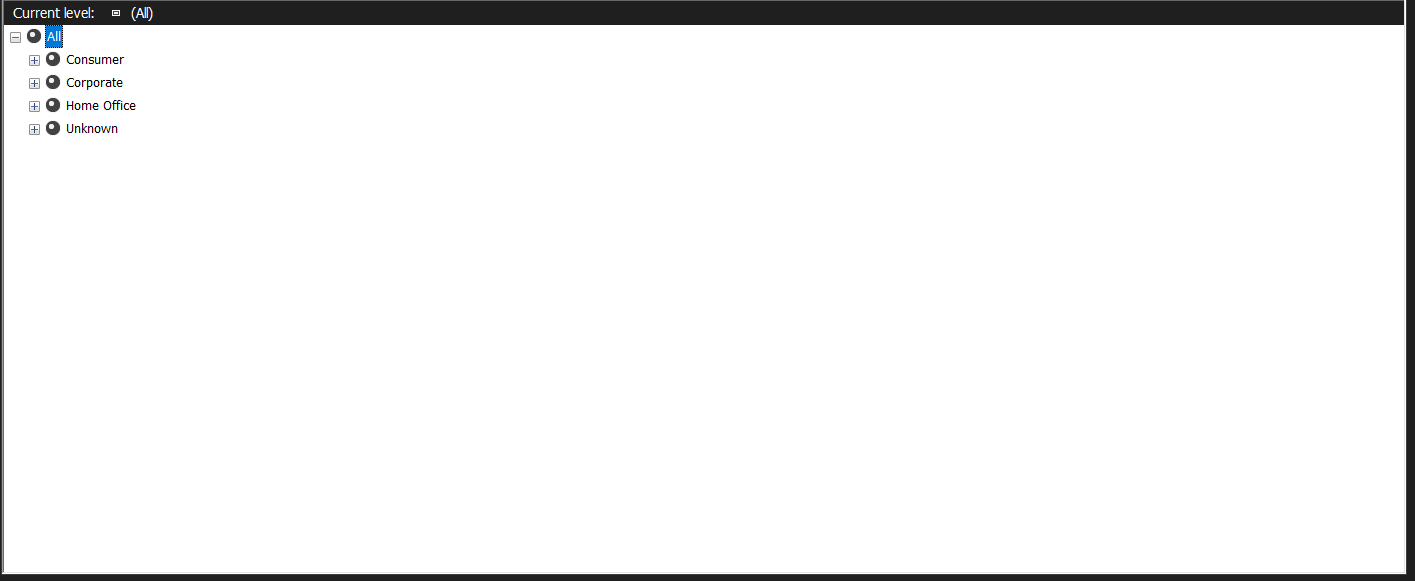 Current level: (All)
All
Consumer
Corporate
Home Office
Unknown